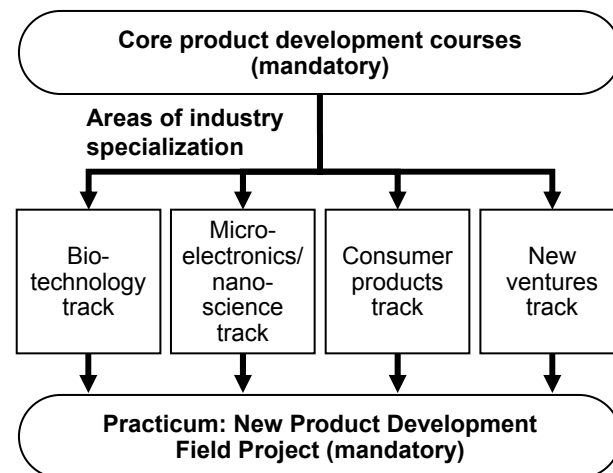 Core product development courses
(mandatory)
Areas of industry
specialization
Bio-
technology
track
Micro-
electronics/
nano-
science
track
Consumer
products
track
New
ventures
track
Practicum: New Product Development
Field Project (mandatory)